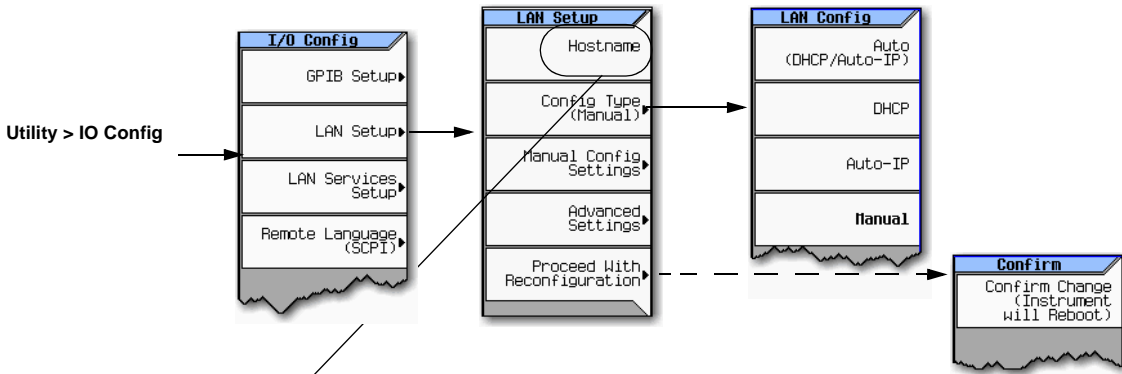 Utility > IO Config
I/O Config
GPIB Setup
LAN Setup
LAN Services
Setup
Remote Language
(SCPI)
LAN Setup
Hostname
Config Type
(Manual)
Manual Config
Settings
Advanced
Settings
Proceed With
Reconfiguration
LAN Config
Auto
(DHCP/Auto-IP)
DHCP
Auto-IP
Manual
Confirm
Confirm Change
(Instrument
will Reboot)